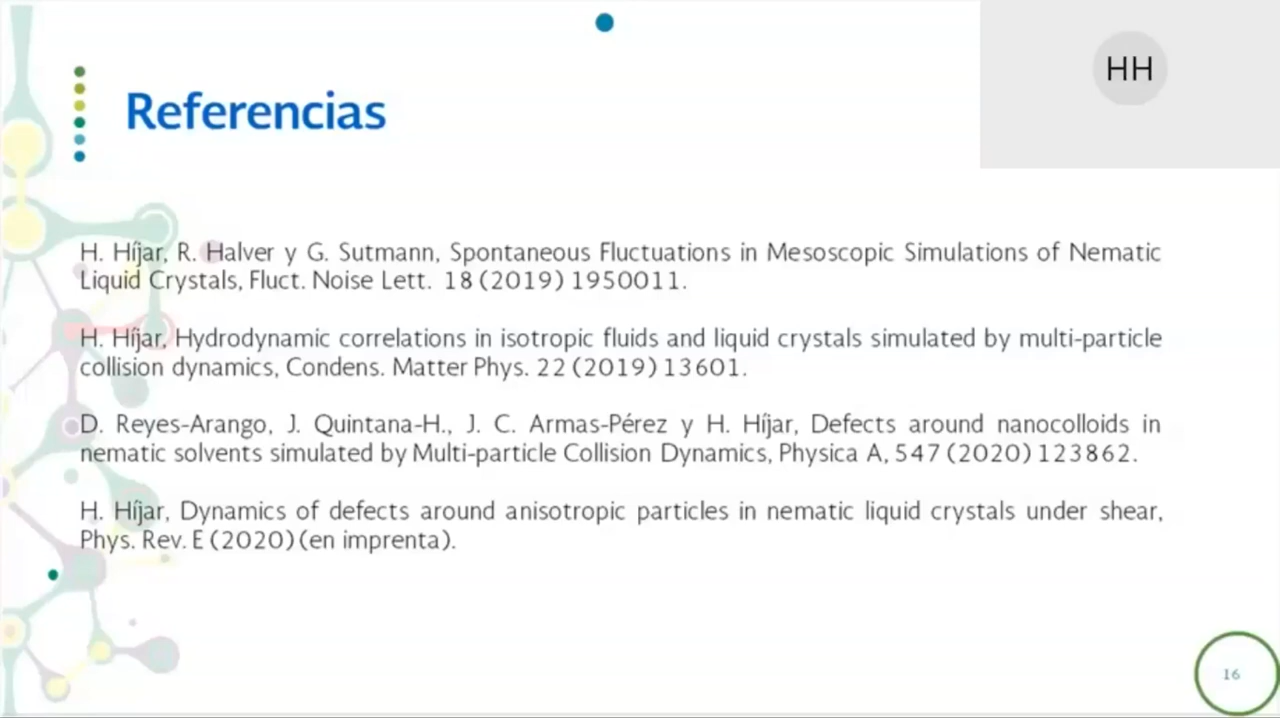 HH
Referencias
H. Híjar, R. Halver y G. Sutmann, Spontaneous Fluctuations in Mesoscopic Simulations of Nematic
Liquid Crystals, Fluct. Noise Lett. 18 (2019) 1950011.
H. Híjar, Hydrodynamic correlations in isotropic fluids and liquid crystals simulated by multi-particle
collision dynamics, Condens. Matter Phys. 22 (2019) 13601.
D. Reyes-Arango, J. Quintana-H., J. C. Armas-Pérez y H. Híjar, Defects around nanocolloids in
nematic solvents simulated by Multi-particle Collision Dynamics, Physica A, 547 (2020) 123862.
H. Híjar, Dynamics of defects around anisotropic particles in nematic liquid crystals under shear,
Phys. Rev. E (2020) (en imprenta).
16